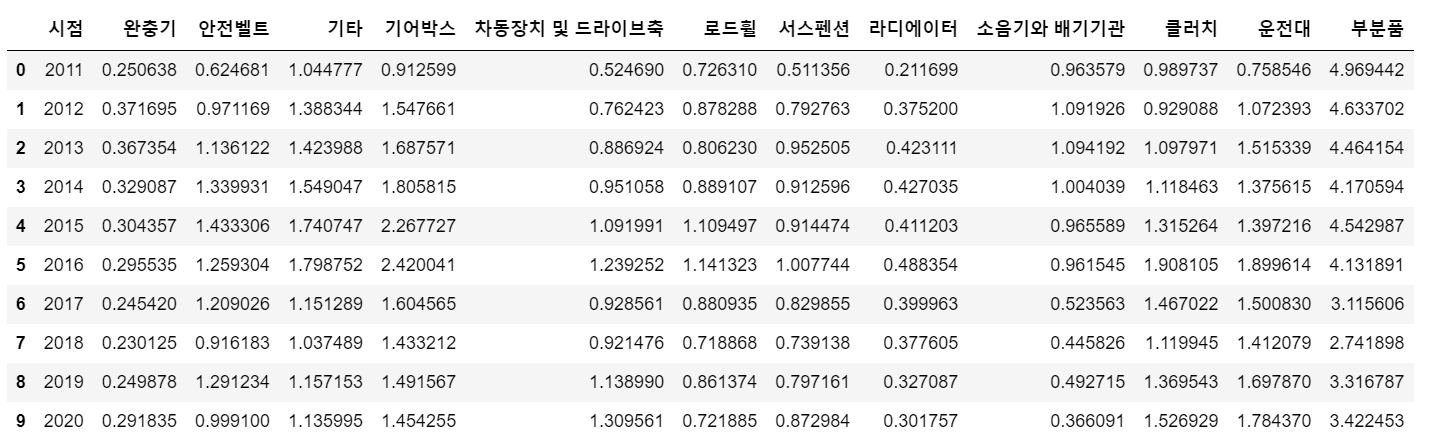 시점 완충기 안전벨트 기타 기어박스 차동장치 및 드라이브축 로드휠 서스펜션 라디에이터 소음기와 배기기관 클러치 운전대 부분품
0 2011 0.250638 0.624681 1.044777 0.912599 0.524690 0.726310 0.511356 0.211699 0.963579 0.989737 0.758546 4.969442
1 2012 0.371695 0.971169 1.388344 1.547661 0.762423 0.878288 0.792763 0.375200 1.091926 0.929088 1.072393 4.633702
2 2013 0.367354 1.136122 1.423988 1.687571 0.886924 0.806230 0.952505 0.423111 1.094192 1.097971 1.515339 4.464154
3 2014 0.329087 1.339931 1.549047 1.805815 0.951058 0.889107 0.912596 0.427035 1.004039 1.118463 1.375615 4.170594
4 2015 0.304357 1.433306 1.740747 2.267727 1.091991 1.109497 0.914474 0.411203 0.965589 1.315264 1.397216 4.542987
5 2016 0.295535 1.259304 1.798752 2.420041 1.239252 1.141323 1.007744 0.488354 0.961545 1.908105 1.899614 4.131891
6 2017 0.245420 1.209026 1.151289 1.604565 0.928561 0.880935 0.829855 0.399963 0.523563 1.467022 1.500830 3.115606
7 2018 0.230125 0.916183 1.037489 1.433212 0.921476 0.718868 0.739138 0.377605 0.445826 1.119945 1.412079 2.741898
8 2019 0.249878 1.291234 1.157153 1.491567 1.138990 0.861374 0.797161 0.327087 0.492715 1.369543 1.697870 3.316787
9 2020 0.291835 0.999100 1.135995 1.454255 1.309561 0.721885 0.872984 0.301757 0.366091 1.526929 1.784370 3.422453